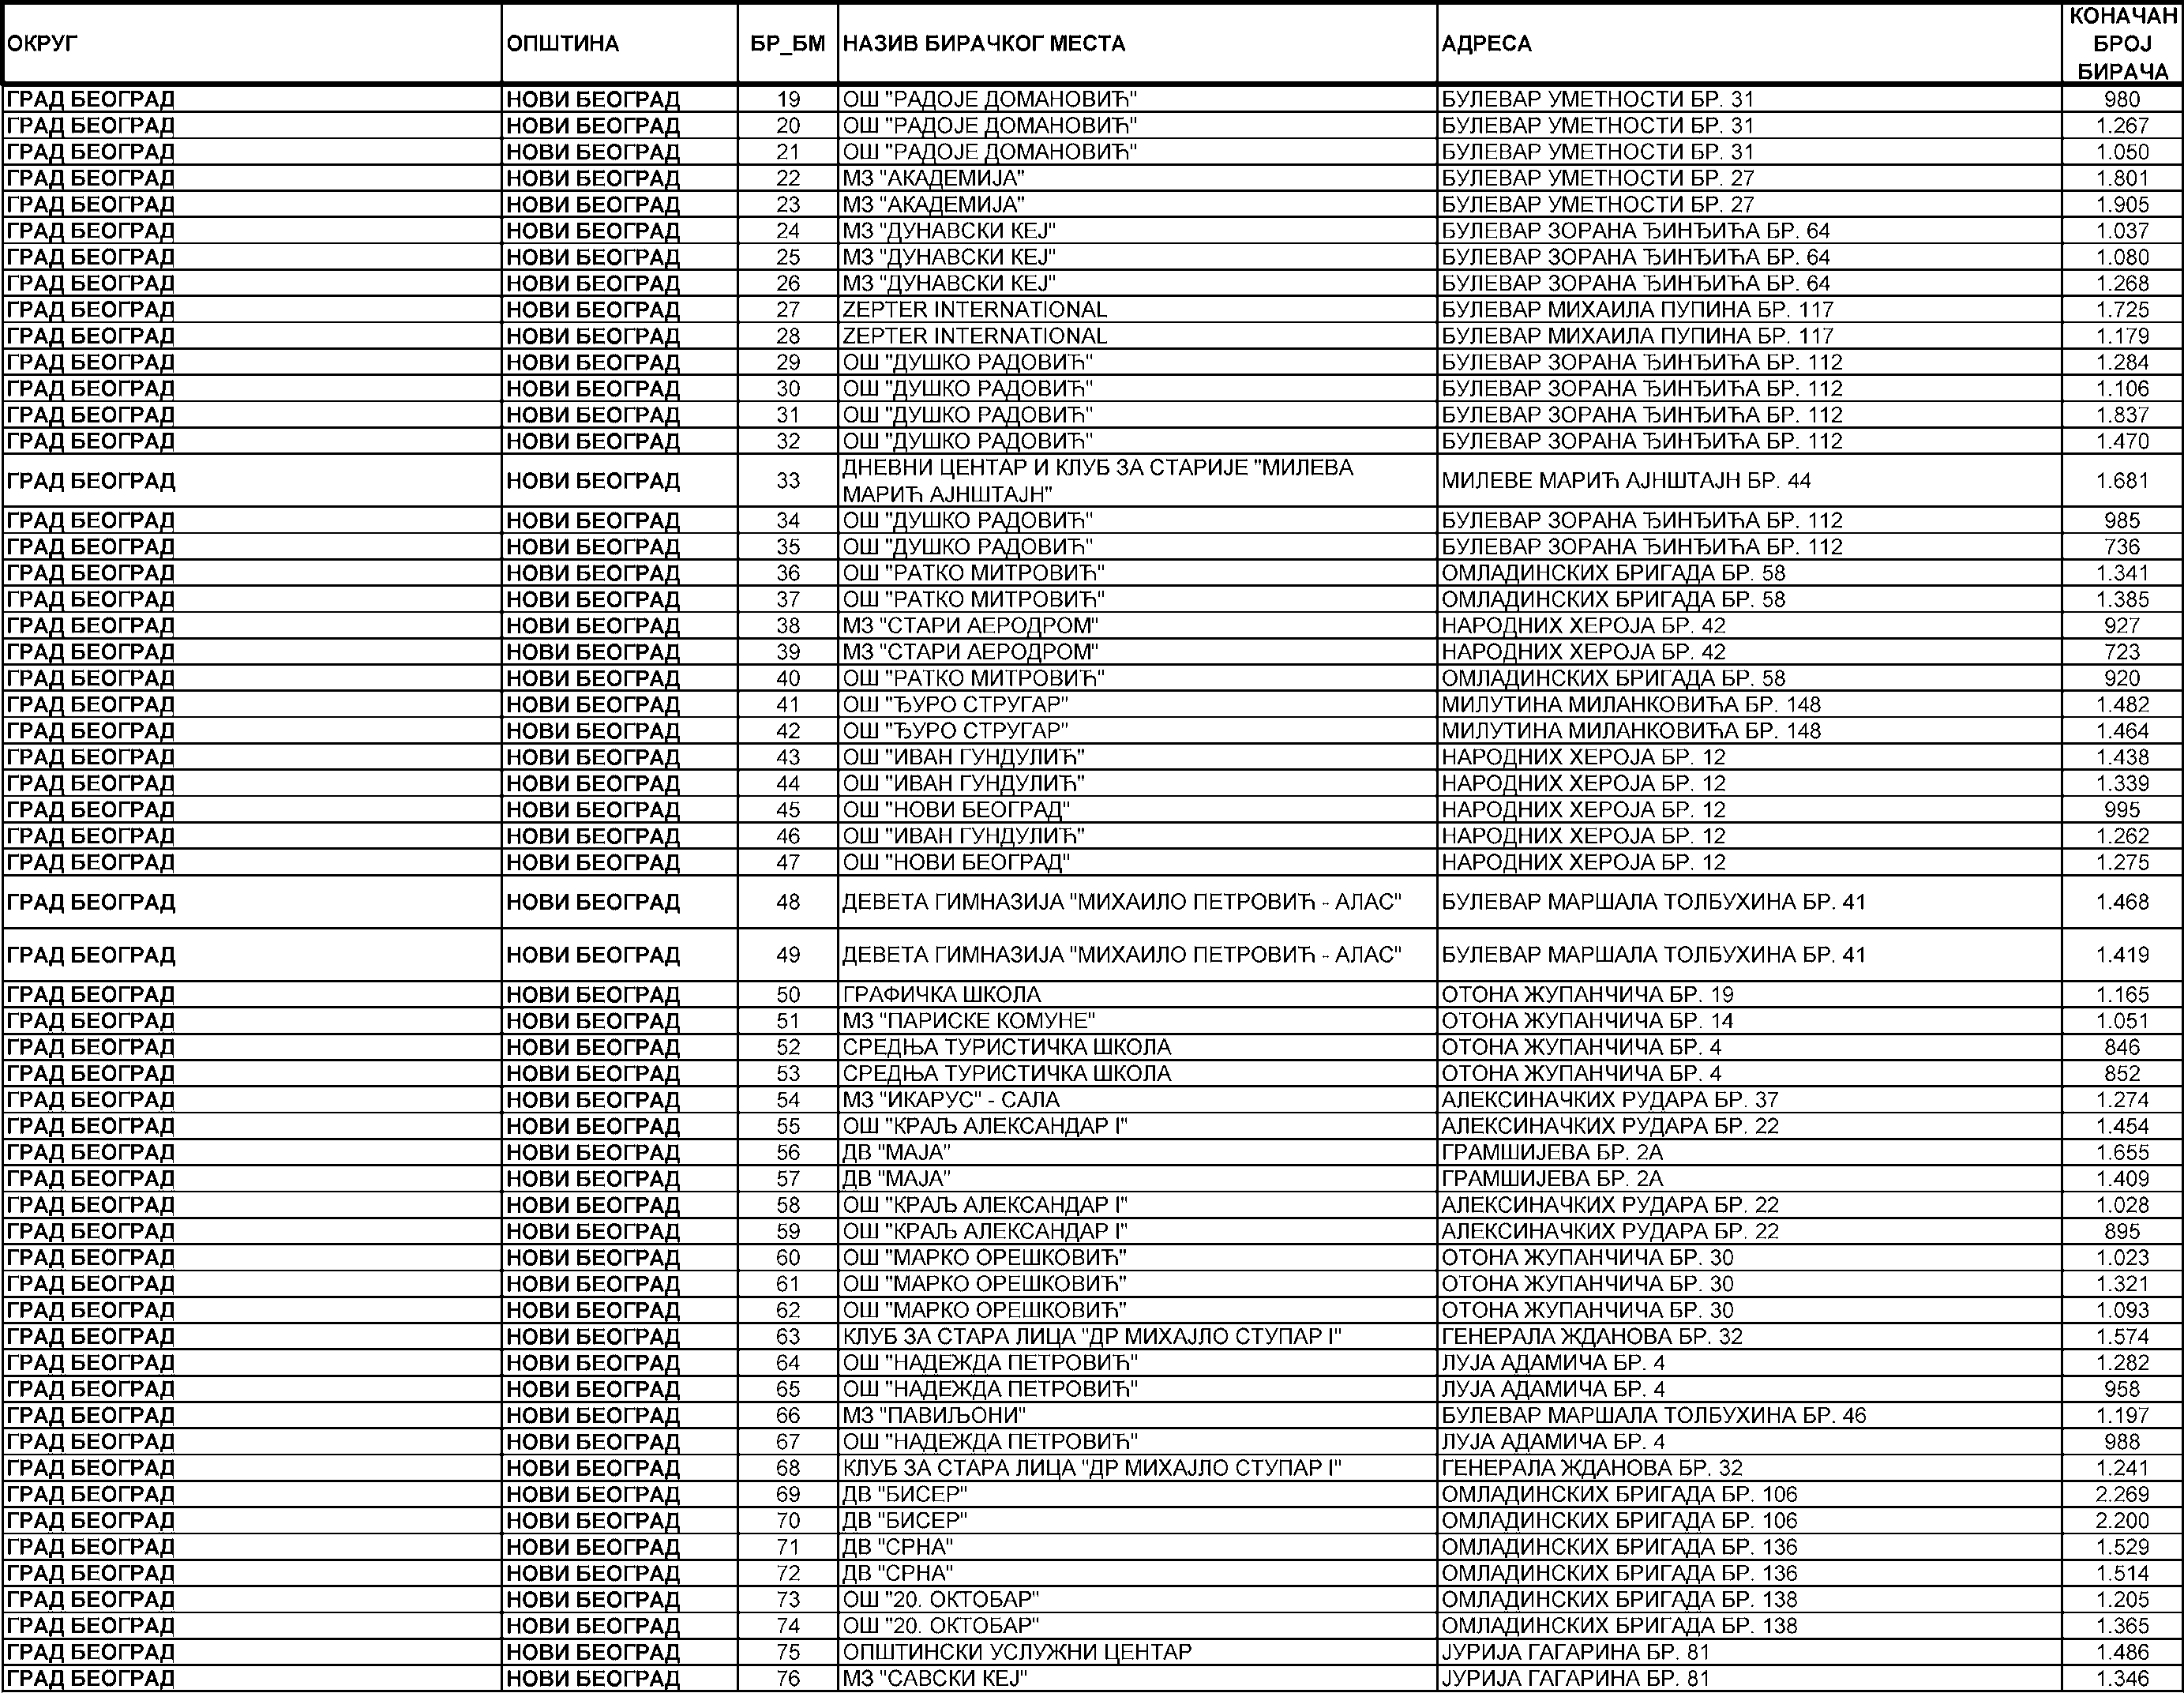 ОКРУГ ОПШТИНА БР_БМ НАЗИВ БИРАЧКОГ МЕСТА АДРЕСА КОНАЧАН БРОЈ БИРАЧА
ГРАД БЕОГРАД НОВИ БЕОГРАД 19 ОШ "РАДОЈЕ ДОМАНОВИЋ" БУЛЕВАР УМЕТНОСТИ БР. 31 980
ГРАД БЕОГРАД НОВИ БЕОГРАД 20 ОШ "РАДОЈЕ ДОМАНОВИЋ" БУЛЕВАР УМЕТНОСТИ БР. 31 1.267
ГРАД БЕОГРАД НОВИ БЕОГРАД 21 ОШ "РАДОЈЕ ДОМАНОВИЋ" БУЛЕВАР УМЕТНОСТИ БР. 31 1.050
ГРАД БЕОГРАД НОВИ БЕОГРАД 22 МЗ "АКАДЕМИЈА" БУЛЕВАР УМЕТНОСТИ БР. 27 1.801
ГРАД БЕОГРАД НОВИ БЕОГРАД 23 МЗ "АКАДЕМИЈА" БУЛЕВАР УМЕТНОСТИ БР. 27 1.905
ГРАД БЕОГРАД НОВИ БЕОГРАД 24 МЗ "ДУНАВСКИ КЕЈ" БУЛЕВАР ЗОРАНА ЂИНЂИЋА БР. 64 1.037
ГРАД БЕОГРАД НОВИ БЕОГРАД 25 МЗ "ДУНАВСКИ КЕЈ" БУЛЕВАР ЗОРАНА ЂИНЂИЋА БР. 64 1.080
ГРАД БЕОГРАД НОВИ БЕОГРАД 26 МЗ "ДУНАВСКИ КЕЈ" БУЛЕВАР ЗОРАНА ЂИНЂИЋА БР. 64 1.268
ГРАД БЕОГРАД НОВИ БЕОГРАД 27 ZEPTER INTERNATIONAL БУЛЕВАР МИХАИЛА ПУПИНА БР. 117 1.725
ГРАД БЕОГРАД НОВИ БЕОГРАД 28 ZEPTER INTERNATIONAL БУЛЕВАР МИХАИЛА ПУПИНА БР. 117 1.179
ГРАД БЕОГРАД НОВИ БЕОГРАД 29 ОШ "ДУШКО РАДОВИЋ" БУЛЕВАР ЗОРАНА ЂИНЂИЋА БР. 112 1.284
ГРАД БЕОГРАД НОВИ БЕОГРАД 30 ОШ "ДУШКО РАДОВИЋ" БУЛЕВАР ЗОРАНА ЂИНЂИЋА БР. 112 1.106
ГРАД БЕОГРАД НОВИ БЕОГРАД 31 ОШ "ДУШКО РАДОВИЋ" БУЛЕВАР ЗОРАНА ЂИНЂИЋА БР. 112 1.837
ГРАД БЕОГРАД НОВИ БЕОГРАД 32 ОШ "ДУШКО РАДОВИЋ" БУЛЕВАР ЗОРАНА ЂИНЂИЋА БР. 112 1.470
ГРАД БЕОГРАД НОВИ БЕОГРАД 33 ДНЕВНИ ЦЕНТАР И КЛУБ ЗА СТАРИЈЕ "МИЛЕВА
МАРИЋ АЈНШТАЈН" МИЛЕВЕ МАРИЋ АЈНШТАЈН БР. 44 1.681
ГРАД БЕОГРАД НОВИ БЕОГРАД 34 ОШ "ДУШКО РАДОВИЋ" БУЛЕВАР ЗОРАНА ЂИНЂИЋА БР. 112 985
ГРАД БЕОГРАД НОВИ БЕОГРАД 35 ОШ "ДУШКО РАДОВИЋ" БУЛЕВАР ЗОРАНА ЂИНЂИЋА БР. 112 736
ГРАД БЕОГРАД НОВИ БЕОГРАД 36 ОШ "РАТКО МИТРОВИЋ" ОМЛАДИНСКИХ БРИГАДА БР. 58 1.341
ГРАД БЕОГРАД НОВИ БЕОГРАД 37 ОШ "РАТКО МИТРОВИЋ" ОМЛАДИНСКИХ БРИГАДА БР. 58 1.385
ГРАД БЕОГРАД НОВИ БЕОГРАД 38 МЗ "СТАРИ АЕРОДРОМ" НАРОДНИХ ХЕРОЈА БР. 42 927
ГРАД БЕОГРАД НОВИ БЕОГРАД 39 МЗ "СТАРИ АЕРОДРОМ" НАРОДНИХ ХЕРОЈА БР. 42 723
ГРАД БЕОГРАД НОВИ БЕОГРАД 40 ОШ "РАТКО МИТРОВИЋ" ОМЛАДИНСКИХ БРИГАДА БР. 58 920
ГРАД БЕОГРАД НОВИ БЕОГРАД 41 ОШ "ЂУРО СТРУГАР" МИЛУТИНА МИЛАНКОВИЋА БР. 148 1.482
ГРАД БЕОГРАД НОВИ БЕОГРАД 42 ОШ "ЂУРО СТРУГАР" МИЛУТИНА МИЛАНКОВИЋА БР. 148 1.464
ГРАД БЕОГРАД НОВИ БЕОГРАД 43 ОШ "ИВАН ГУНДУЛИЋ" НАРОДНИХ ХЕРОЈА БР. 12 1.438
ГРАД БЕОГРАД НОВИ БЕОГРАД 44 ОШ "ИВАН ГУНДУЛИЋ" НАРОДНИХ ХЕРОЈА БР. 12 1.339
ГРАД БЕОГРАД НОВИ БЕОГРАД 45 ОШ "НОВИ БЕОГРАД" НАРОДНИХ ХЕРОЈА БР. 12 995
ГРАД БЕОГРАД НОВИ БЕОГРАД 46 ОШ "ИВАН ГУНДУЛИЋ" НАРОДНИХ ХЕРОЈА БР. 12 1.262
ГРАД БЕОГРАД НОВИ БЕОГРАД 47 ОШ "НОВИ БЕОГРАД" НАРОДНИХ ХЕРОЈА БР. 12 1.275
ГРАД БЕОГРАД НОВИ БЕОГРАД 48 ДЕВЕТА ГИМНАЗИЈА "МИХАИЛО ПЕТРОВИЋ - АЛАС" БУЛЕВАР МАРШАЛА ТОЛБУХИНА БР. 41 1.468
ГРАД БЕОГРАД НОВИ БЕОГРАД 49 ДЕВЕТА ГИМНАЗИЈА "МИХАИЛО ПЕТРОВИЋ - АЛАС" БУЛЕВАР МАРШАЛА ТОЛБУХИНА БР. 41 1.419
ГРАД БЕОГРАД НОВИ БЕОГРАД 50 ГРАФИЧКА ШКОЛА ОТОНА ЖУПАНЧИЧА БР. 19 1.165
ГРАД БЕОГРАД НОВИ БЕОГРАД 51 МЗ "ПАРИСКЕ КОМУНЕ" ОТОНА ЖУПАНЧИЧА БР. 14 1.051
ГРАД БЕОГРАД НОВИ БЕОГРАД 52 СРЕДЊА ТУРИСТИЧКА ШКОЛА ОТОНА ЖУПАНЧИЧА БР. 4 846
ГРАД БЕОГРАД НОВИ БЕОГРАД 53 СРЕДЊА ТУРИСТИЧКА ШКОЛА ОТОНА ЖУПАНЧИЧА БР. 4 852
ГРАД БЕОГРАД НОВИ БЕОГРАД 54 МЗ "ИКАРУС" - САЛА АЛЕКСИНАЧКИХ РУДАРА БР. 37 1.274
ГРАД БЕОГРАД НОВИ БЕОГРАД 55 ОШ "КРАЉ АЛЕКСАНДАР I" АЛЕКСИНАЧКИХ РУДАРА БР. 22 1.454
ГРАД БЕОГРАД НОВИ БЕОГРАД 56 ДВ "МАЈА" ГРАМШИЈЕВА БР. 2А 1.655
ГРАД БЕОГРАД НОВИ БЕОГРАД 57 ДВ "МАЈА" ГРАМШИЈЕВА БР. 2А 1.409
ГРАД БЕОГРАД НОВИ БЕОГРАД 58 ОШ "КРАЉ АЛЕКСАНДАР I" АЛЕКСИНАЧКИХ РУДАРА БР. 22 1.028
ГРАД БЕОГРАД НОВИ БЕОГРАД 59 ОШ "КРАЉ АЛЕКСАНДАР I" АЛЕКСИНАЧКИХ РУДАРА БР. 22 895
ГРАД БЕОГРАД НОВИ БЕОГРАД 60 ОШ "МАРКО ОРЕШКОВИЋ" ОТОНА ЖУПАНЧИЧА БР. 30 1.023
ГРАД БЕОГРАД НОВИ БЕОГРАД 61 ОШ "МАРКО ОРЕШКОВИЋ" ОТОНА ЖУПАНЧИЧА БР. 30 1.321
ГРАД БЕОГРАД НОВИ БЕОГРАД 62 ОШ "МАРКО ОРЕШКОВИЋ" ОТОНА ЖУПАНЧИЧА БР. 30 1.093
ГРАД БЕОГРАД НОВИ БЕОГРАД 63 КЛУБ ЗА СТАРА ЛИЦА "ДР МИХАЈЛО СТУПАР I" ГЕНЕРАЛА ЖДАНОВА БР. 32 1.574
ГРАД БЕОГРАД НОВИ БЕОГРАД 64 ОШ "НАДЕЖДА ПЕТРОВИЋ" ЛУЈА АДАМИЧА БР. 4 1.282
ГРАД БЕОГРАД НОВИ БЕОГРАД 65 ОШ "НАДЕЖДА ПЕТРОВИЋ" ЛУЈА АДАМИЧА БР. 4 958
ГРАД БЕОГРАД НОВИ БЕОГРАД 66 МЗ "ПАВИЉОНИ" БУЛЕВАР МАРШАЛА ТОЛБУХИНА БР. 46 1.197
ГРАД БЕОГРАД НОВИ БЕОГРАД 67 ОШ "НАДЕЖДА ПЕТРОВИЋ" ЛУЈА АДАМИЧА БР. 4 988
ГРАД БЕОГРАД НОВИ БЕОГРАД 68 КЛУБ ЗА СТАРА ЛИЦА "ДР МИХАЈЛО СТУПАР I" ГЕНЕРАЛА ЖДАНОВА БР. 32 1.241
ГРАД БЕОГРАД НОВИ БЕОГРАД 69 ДВ "БИСЕР" ОМЛАДИНСКИХ БРИГАДА БР. 106 2.269
ГРАД БЕОГРАД НОВИ БЕОГРАД 70 ДВ "БИСЕР" ОМЛАДИНСКИХ БРИГАДА БР. 106 2.200
ГРАД БЕОГРАД НОВИ БЕОГРАД 71 ДВ "СРНА" ОМЛАДИНСКИХ БРИГАДА БР. 136 1.529
ГРАД БЕОГРАД НОВИ БЕОГРАД 72 ДВ "СРНА" ОМЛАДИНСКИХ БРИГАДА БР. 136 1.514
ГРАД БЕОГРАД НОВИ БЕОГРАД 73 ОШ "20. ОКТОБАР" ОМЛАДИНСКИХ БРИГАДА БР. 138 1.205
ГРАД БЕОГРАД НОВИ БЕОГРАД 74 ОШ "20. ОКТОБАР" ОМЛАДИНСКИХ БРИГАДА БР. 138 1.365
ГРАД БЕОГРАД НОВИ БЕОГРАД 75 ОПШТИНСКИ УСЛУЖНИ ЦЕНТАР ЈУРИЈА ГАГАРИНА БР. 81 1.486
ГРАД БЕОГРАД НОВИ БЕОГРАД 76 МЗ "САВСКИ КЕЈ" ЈУРИЈА ГАГАРИНА БР. 81 1.346